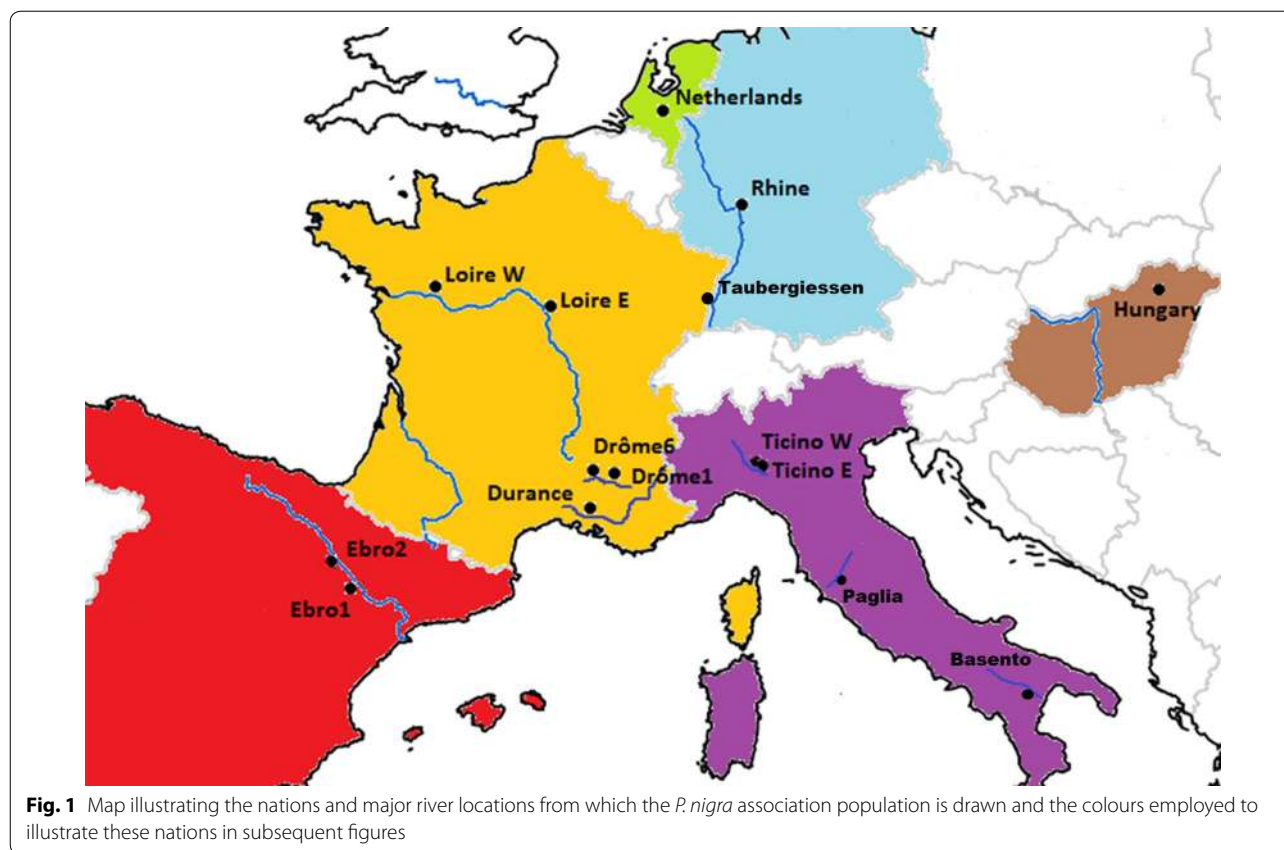 Netherlands
Rhine
Loire W
Loire E
Taubergiessen
Hungary
Drôme6
Drôme1
Durance
Ticino W
Ticino E
Ebro2
Ebro1
Paglia
Basento
Fig. 1 Map illustrating the nations and major river locations from which the P. nigra association population is drawn and the colours employed to
illustrate these nations in subsequent figures